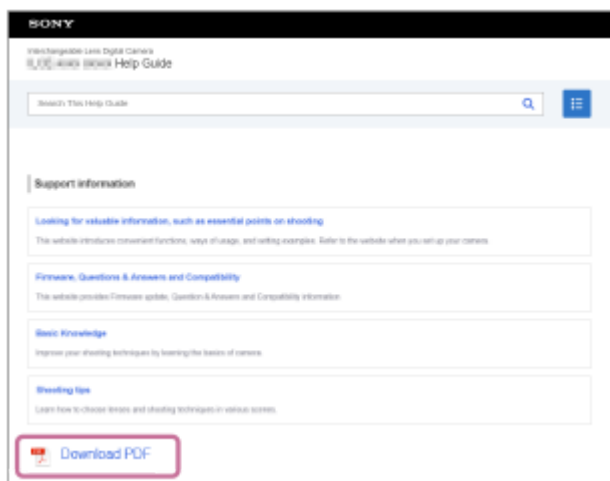 SONY
Interchangeable Lens Digital Camera
Help Guide
Search This Help Guide
Support information
Looking for valuable information, such as essential points on shooting
This website introduces convenient functions, ways of usage, and setting examples. Refer to the website when you set up your camera.
Firmware, Questions & Answers and Compatibility
This website provides Firmware update, Question & Answers and Compatibility information.
Basic Knowledge
Improve your shooting techniques by learning the basics of camera.
Shooting tips
Learn how to choose lenses and shooting techniques in various scenes.
Download PDF